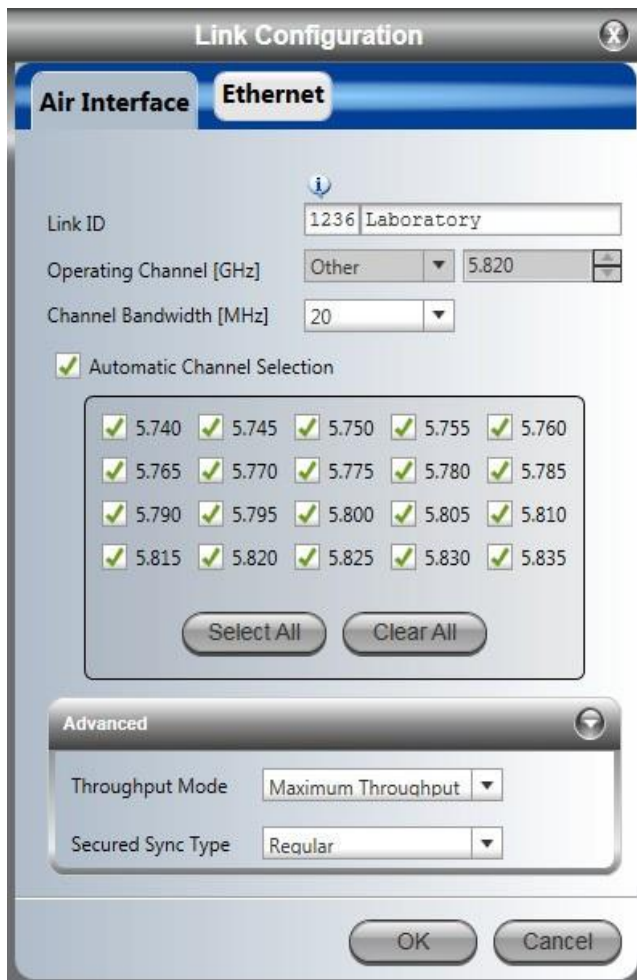 Link Configuration
Air Interface Ethernet
Link ID 1236 Laboratory
Operating Channel [GHz] Other 5.820
Channel Bandwidth [MHz] 20
Automatic Channel Selection
5.740 5.745 5.750 5.755 5.760
5.765 5.770 5.775 5.780 5.785
5.790 5.795 5.800 5.805 5.810
5.815 5.820 5.825 5.830 5.835
Select All Clear All
Advanced
Throughput Mode Maximum Throughput
Secured Sync Type Regular
OK Cancel